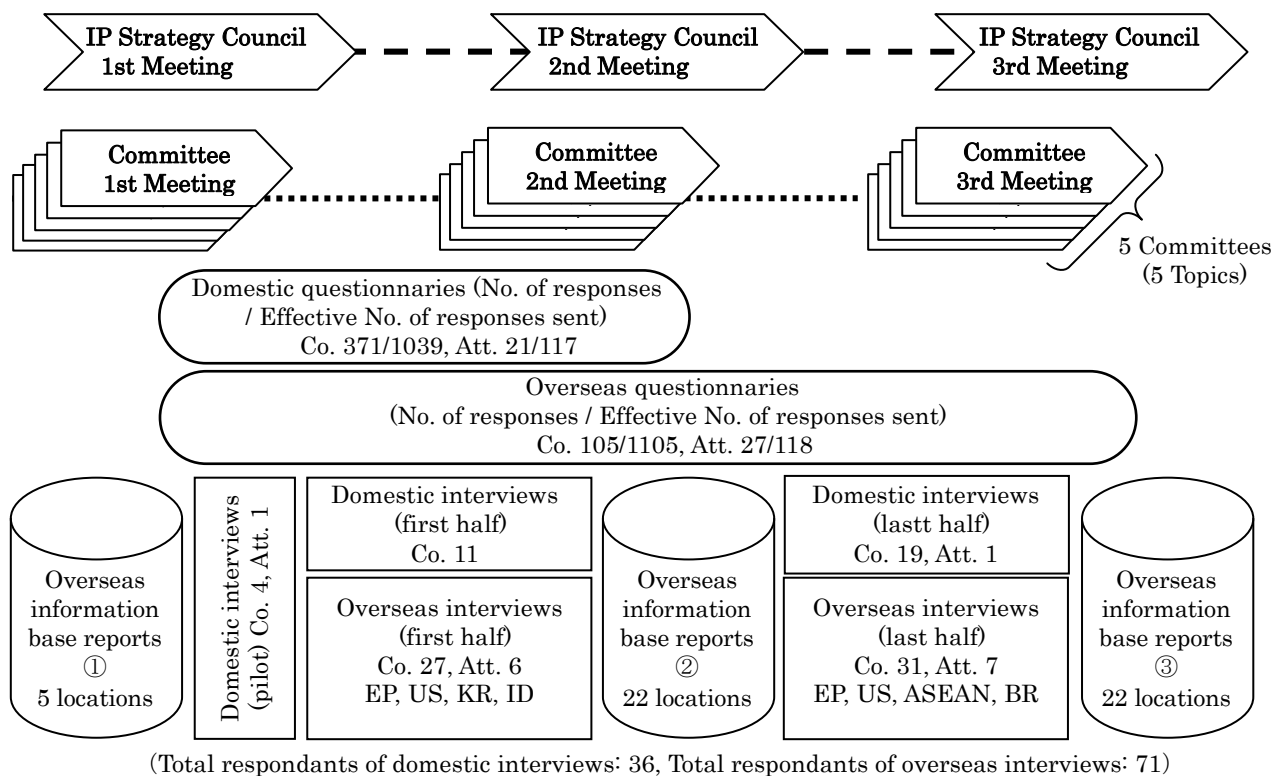 IP Strategy Council
1st Meeting
IP Strategy Council
2nd Meeting
IP Strategy Council
3rd Meeting
Committee
1st Meeting
Committee
2nd Meeting
Committee
3rd Meeting
5 Committees
(5 Topics)
Domestic questionnaries (No. of responses
/ Effective No. of responses sent)
Co. 371/1039, Att. 21/117
Overseas questionnaries
(No. of responses / Effective No. of responses sent)
Co. 105/1105, Att. 27/118
Overseas
information
base reports
①
5 locations
Domestic interviews
(pilot) Co. 4, Att. 1
Domestic interviews
(first half)
Co. 11
Overseas interviews
(first half)
Co. 27, Att. 6
EP, US, KR, ID
Overseas
information
base reports
②
22 locations
Domestic interviews
(lastt half)
Co. 19, Att. 1
Overseas interviews
(last half)
Co. 31, Att. 7
EP, US, ASEAN, BR
Overseas
information
base reports
③
22 locations
(Total respondants of domestic interviews: 36, Total respondants of overseas interviews: 71)